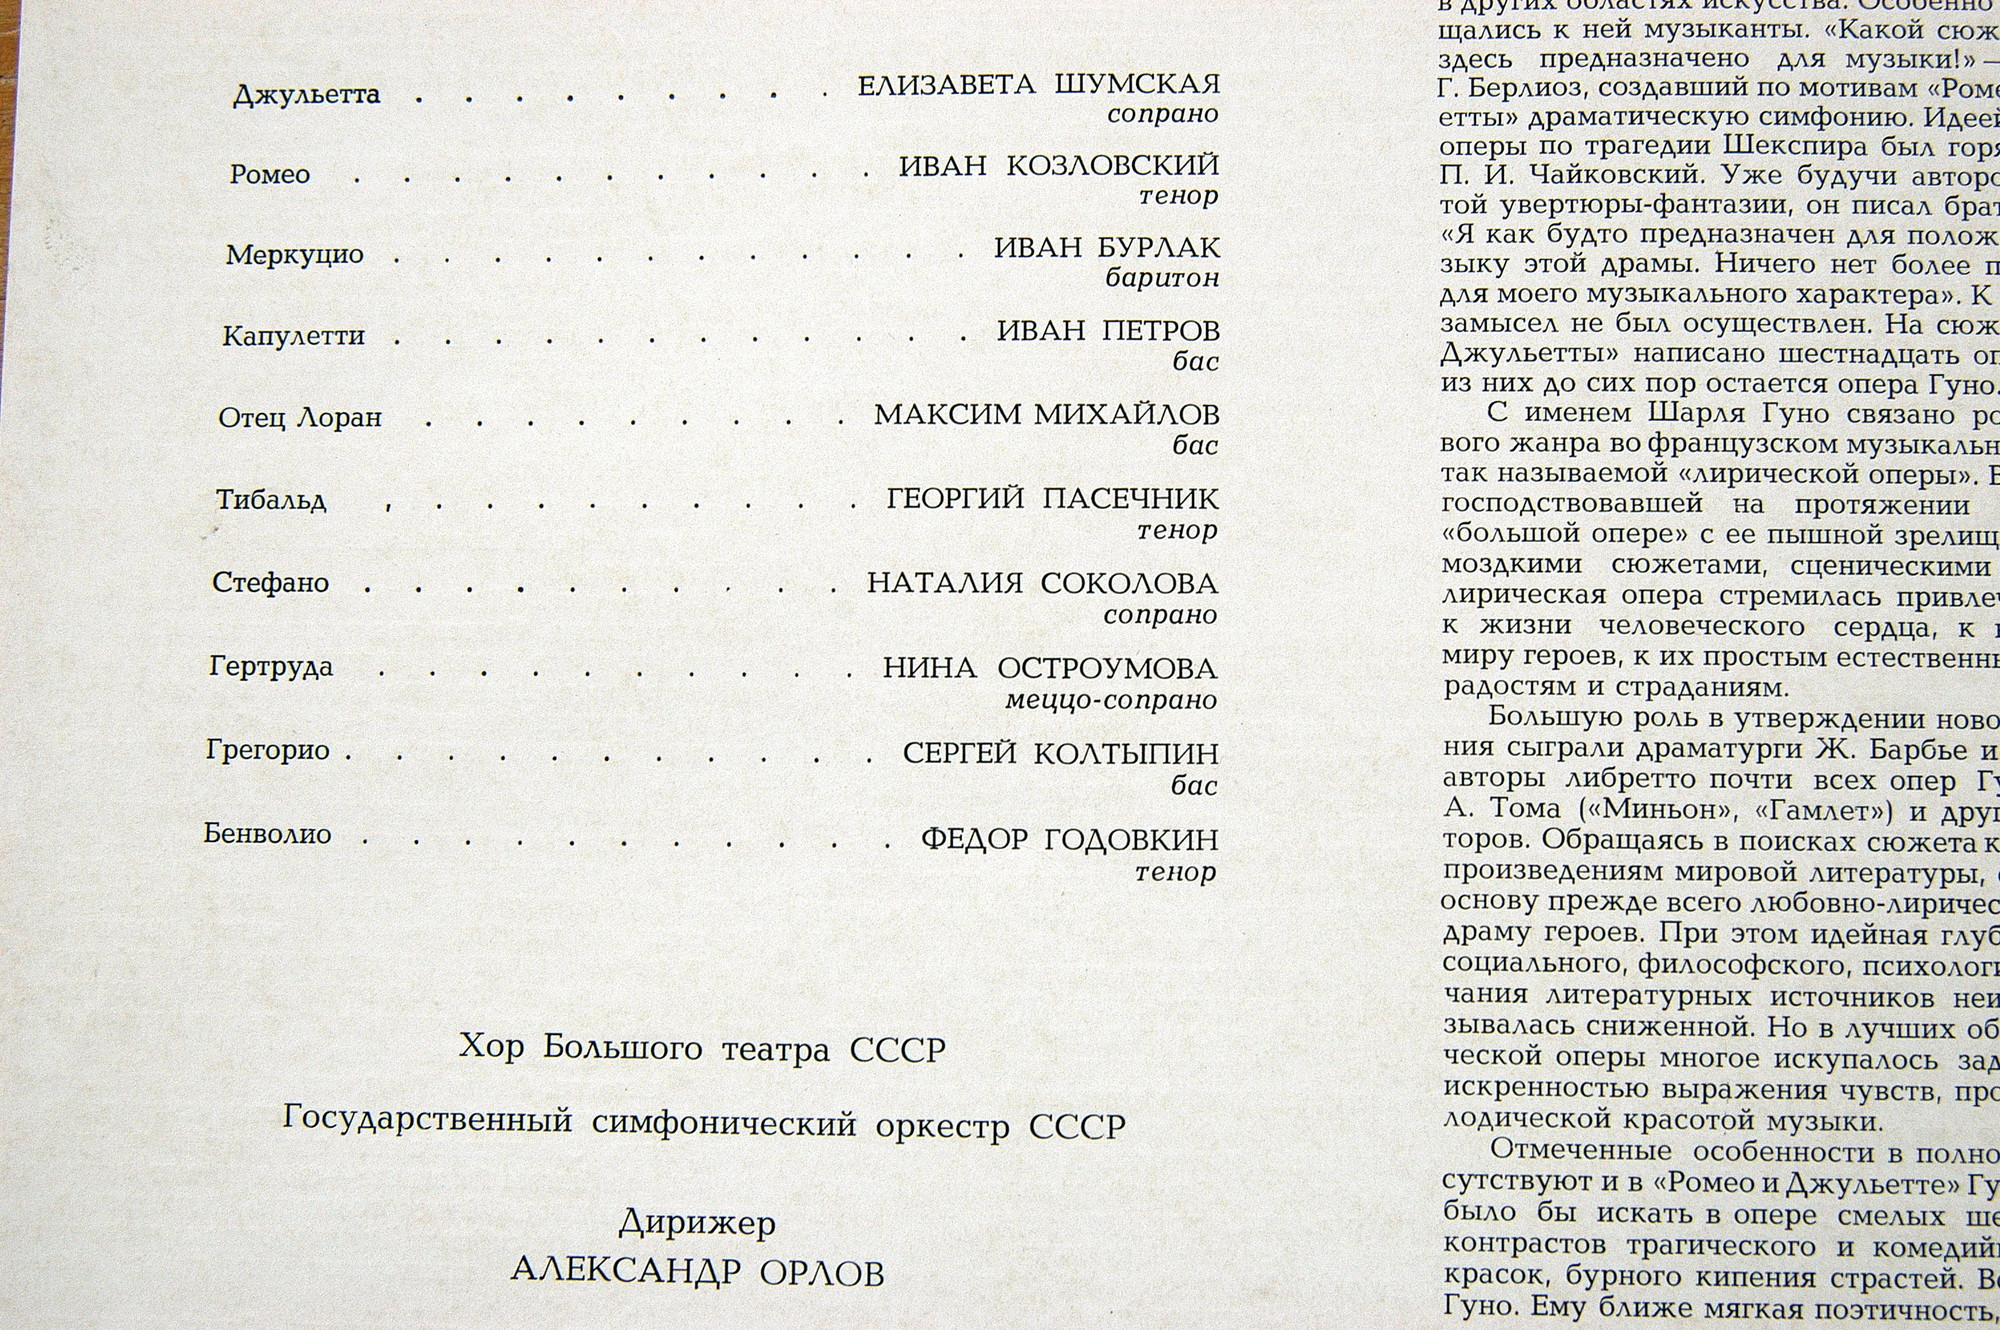 Джульетта . . . . . . . . . ЕЛИЗАВЕТА ШУМСКАЯ
сопрано
Ромео . . . . . . . . . . . ИВАН КОЗЛОВСКИЙ
тенор
Меркуцио . . . . . . . . . . . . ИВАН БУРЛАК
баритон
Капулетти . . . . . . . . . . . . ИВАН ПЕТРОВ
бас
Отец Лоран . . . . . . . . . МАКСИМ МИХАЙЛОВ
бас
Тибальд , . . . . . . . . . ГЕОРГИЙ ПАСЕЧНИК
тенор
Стефано . . . . . . . . . . НАТАЛИЯ СОКОЛОВА
сопрано
Гертруда . . . . . . . . . . НИНА ОСТРОУМОВА
меццо-сопрано
Грегорио . . . . . . . . . . . СЕРГЕЙ КОЛТЫПИН
бас
Бенволио . . . . . . . . . . . ФЕДОР ГОДОВКИН
тенор
Хор Большого театра СССР
Государственный симфонический оркестр СССР
Дирижер
АЛЕКСАНДР ОРЛОВ
в других областях искусства. Особенно
щались к ней музыканты. «Какой сюж
здесь предназначено для музыки!» —
Г. Берлиоз, создавший по мотивам «Роме
етты» драматическую симфонию. Идеей
оперы по трагедии Шекспира был горя
П. И. Чайковский. Уже будучи авторо
той увертюры-фантазии, он писал брат
«Я как будто предназначен для полож
зыку этой драмы. Ничего нет более п
для моего музыкального характера». К
замысел не был осуществлен. На сюж
Джульетты» написано шестнадцать оп
из них до сих пор остается опера Гуно.
С именем Шарля Гуно связано ро
вого жанра во французском музыкальн
так называемой «лирической оперы». В
господствовавшей на протяжении
«большой опере» с ее пышной зрелищ
моздкими сюжетами, сценическими
лирическая опера стремилась привлеч
к жизни человеческого сердца, к
миру героев, к их простым естественны
радостям и страданиям.
Большую роль в утверждении ново
ния сыграли драматурги Ж. Барбье и
авторы либретто почти всех опер Гу
А. Тома («Миньон», «Гамлет») и друг
торов. Обращаясь в поисках сюжета к
произведениям мировой литературы,
основу прежде всего любовно-лиричес
драму героев. При этом идейная глуб
социального, философского, психологи
чания литературных источников неи
зывалась сниженной. Но в лучших об
ческой оперы многое искупалось зад
искренностью выражения чувств, про
лодической красотой музыки.
Отмеченные особенности в полно
сутствуют и в «Ромео и Джульетте» Гу
было бы искать в опере смелых ше
контрастов трагического и комедий
красок, бурного кипения страстей. Во
Гуно. Ему ближе мягкая поэтичность,